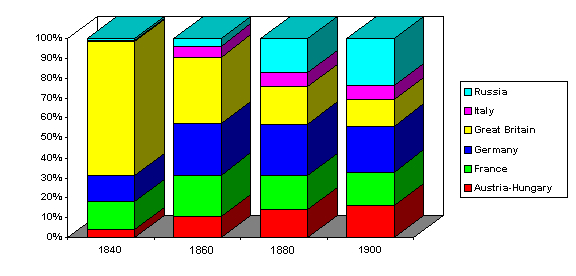 100%
90%
80%
70%
60%
50%
40%
30%
20%
10%
0%
1840
1860
1880
1900
Russia
Italy
Great Britain
Germany
France
Austria-Hungary